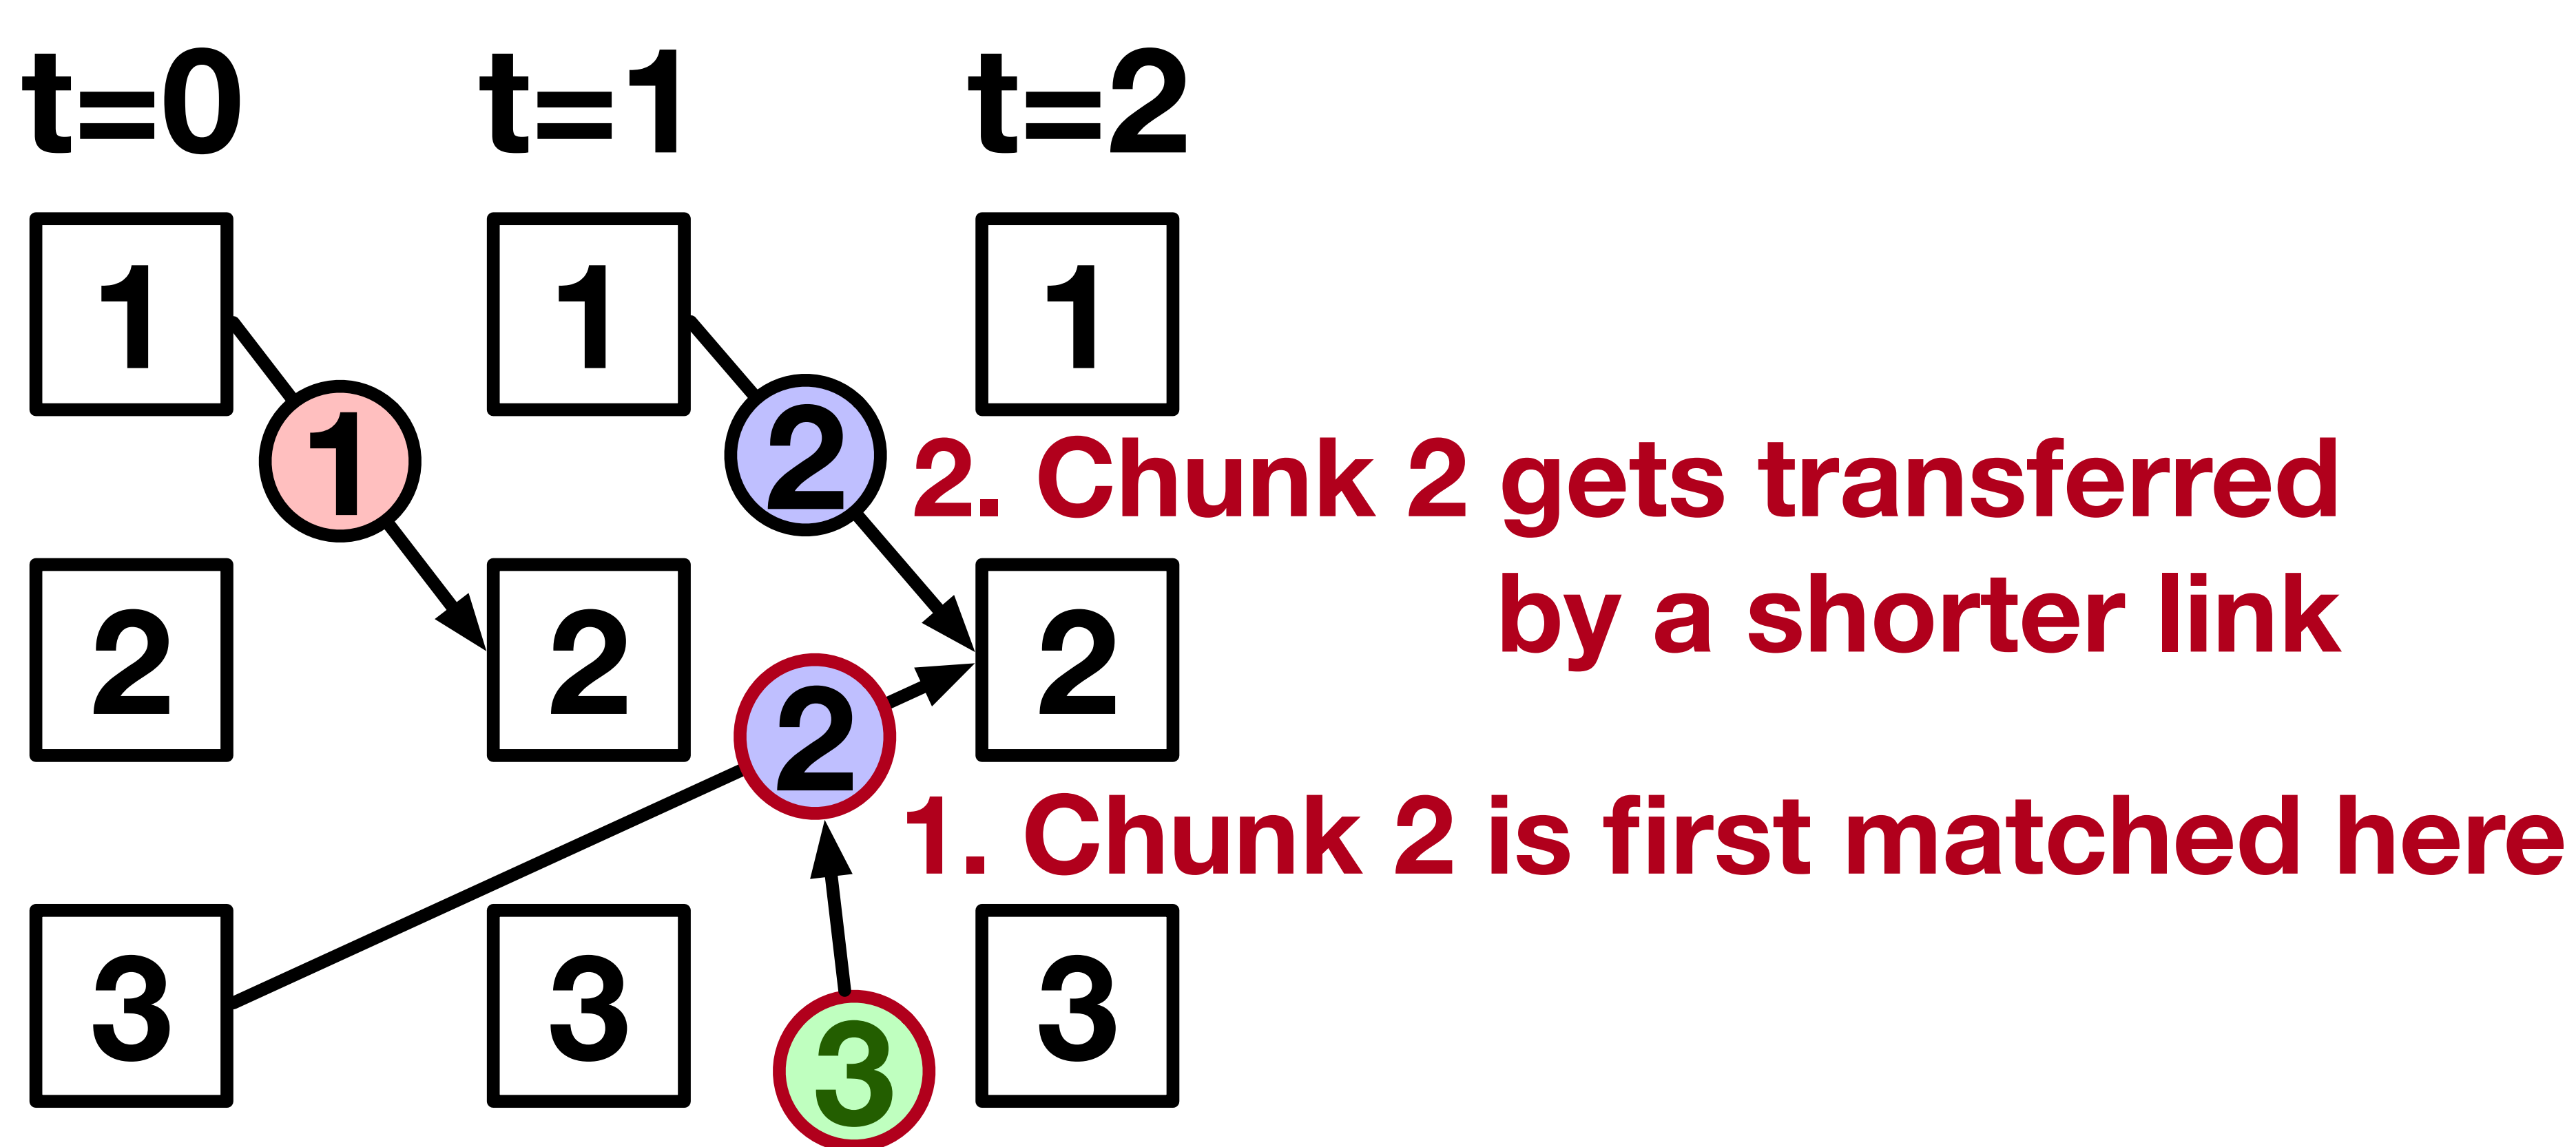 t=0 t=1 t=2
1 1 1
1 2
2. Chunk 2 gets transferred
by a shorter link
2 2 2
2
1. Chunk 2 is first matched here
3 3 3
3